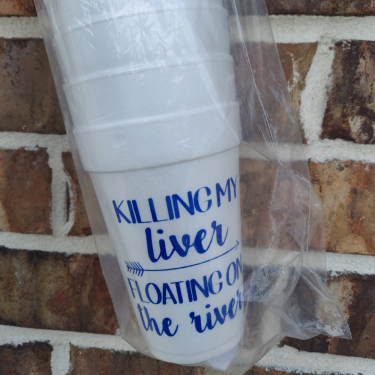 KILLING MY
liver
FLOATING ON
the river